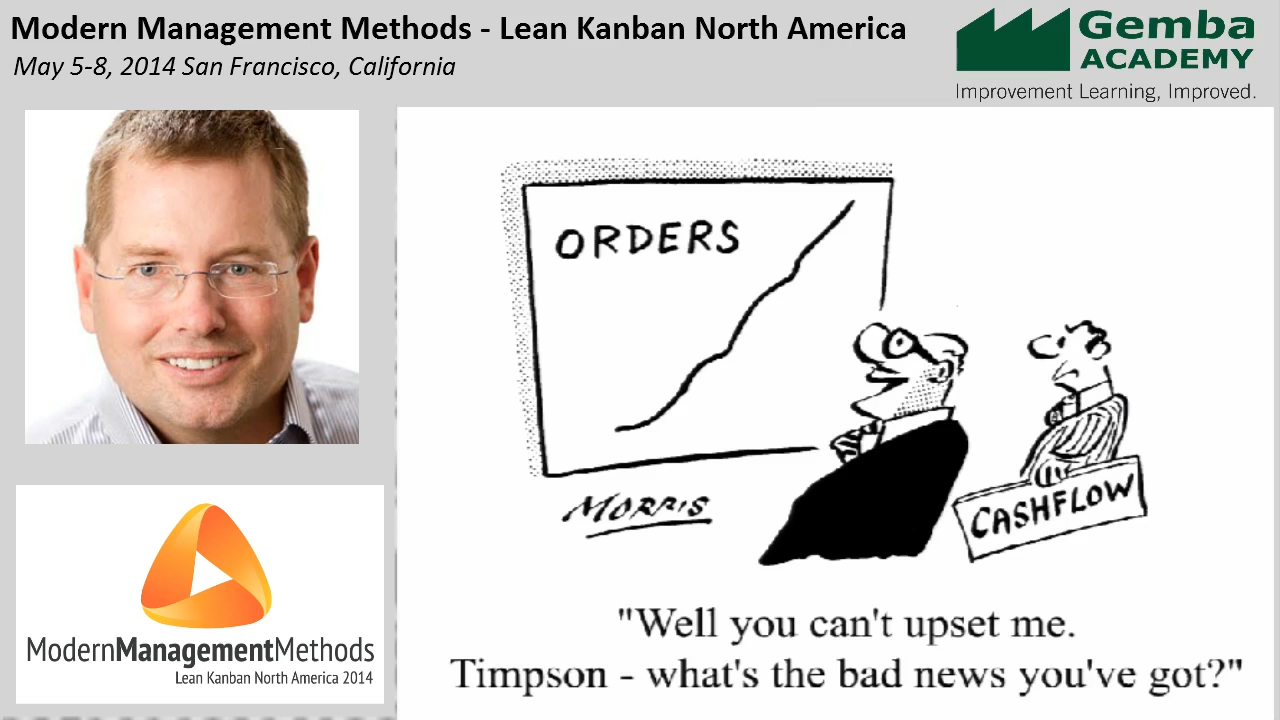 Modern Management Methods - Lean Kanban North America
May 5-8, 2014 San Francisco, California
Gemba
ACADEMY
Improvement Learning, Improved.
ORDERS
MORRIS
CASHFLOW
"Well you can't upset me.
Timpson - what's the bad news you've got?"
ModernManagementMethods
Lean Kanban North America 2014